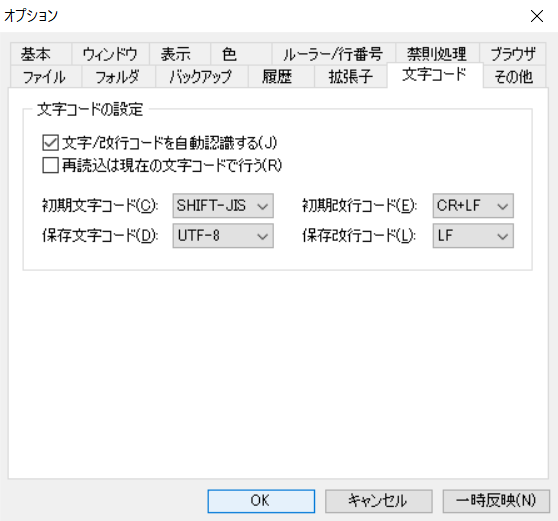 オプション
基本 ウィンドウ 表示 色 ルーラー/行番号 禁則処理 ブラウザ
ファイル フォルダ バックアップ 履歴 拡張子 文字コード その他
文字コードの設定
文字/改行コードを自動認識する(J)
再読込は現在の文字コードで行う(R)
初期文字コード(C): SHIFT-JIS 初期改行コード(E): CR+LF
保存文字コード(D): UTF-8 保存改行コード(L): LF
OK キャンセル 一時反映(N)